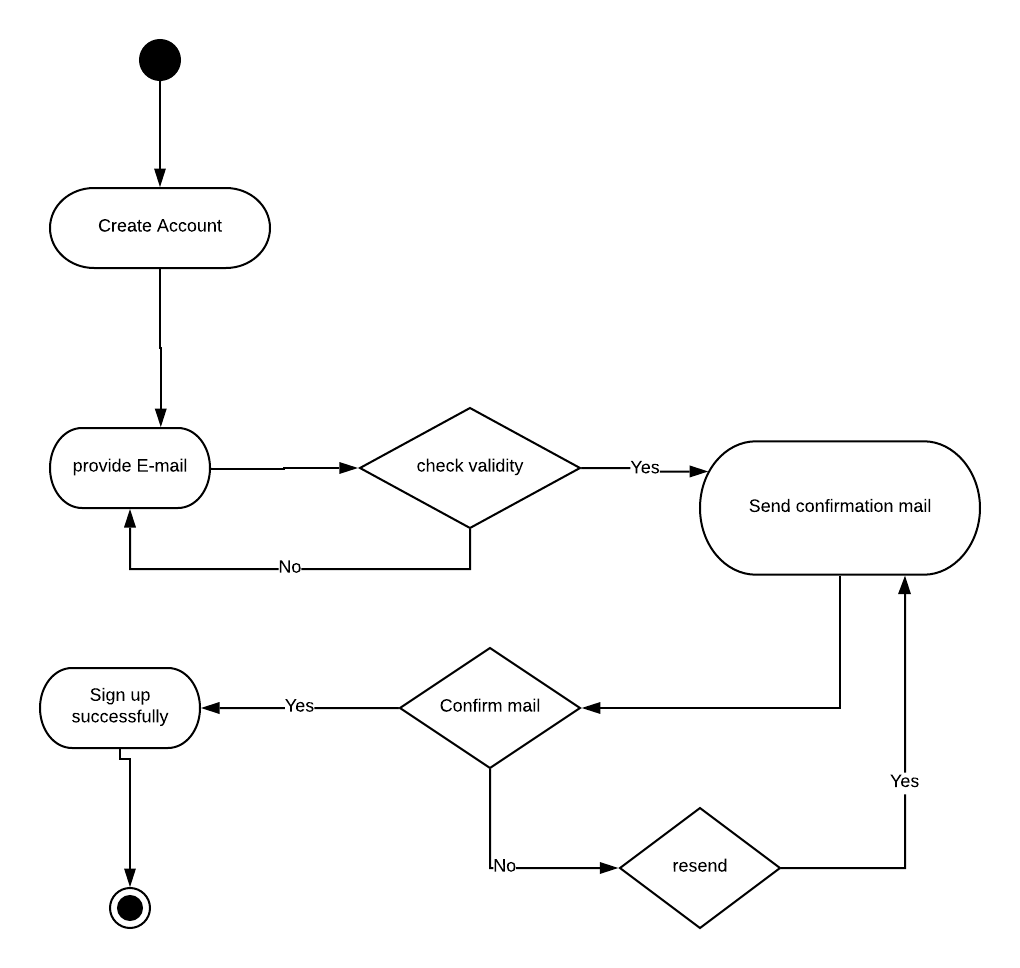 Create Account
provide E-mail
check validity
Yes
Send confirmation mail
No
Sign up
successfully
Yes
Confirm mail
Yes
No
resend